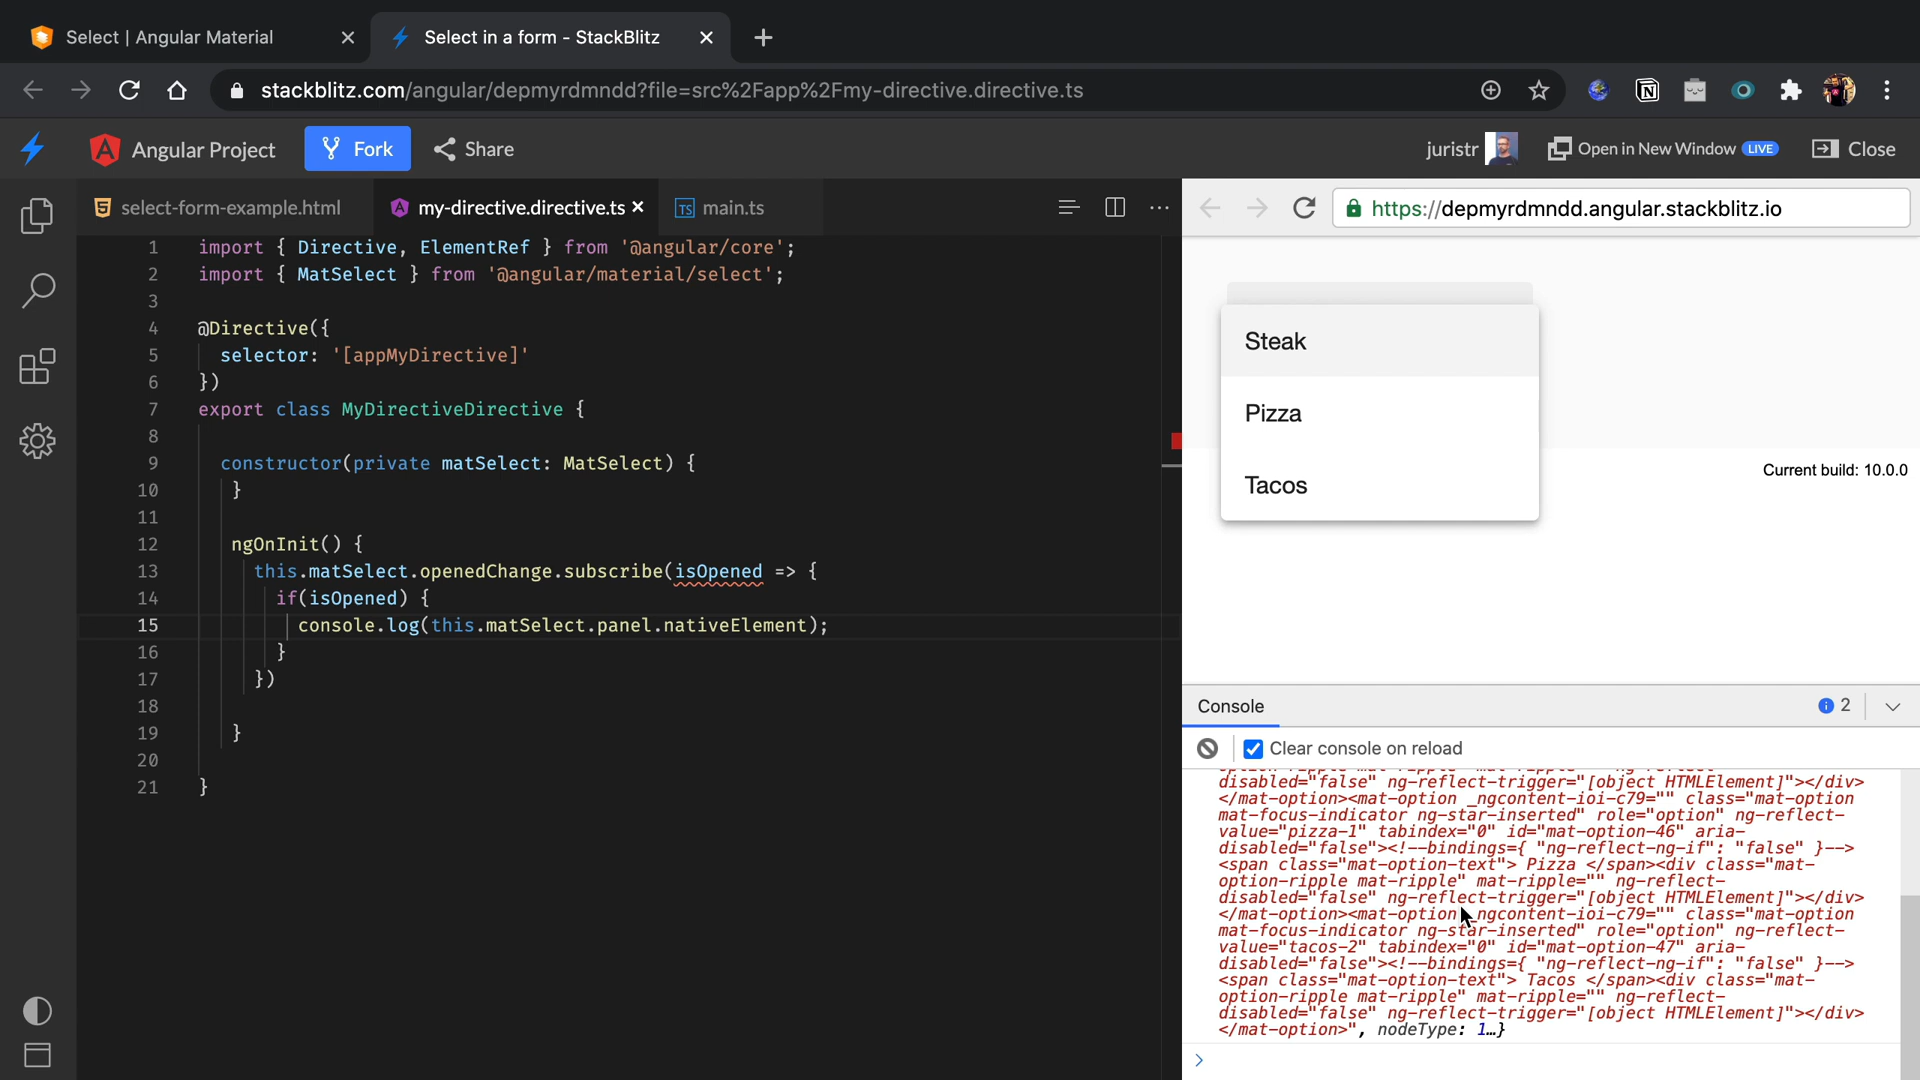 Select | Angular Material
Select in a form - StackBlitz
stackblitz.com/angular/depmyrdmndd?file=src%2Fapp%2Fmy-directive.directive.ts
Angular Project
Fork
Share
juristr
Open in New Window LIVE
Close
select-form-example.html
my-directive.directive.ts
TS main.ts
https://depmyrdmndd.angular.stackblitz.io
1 import { Directive, ElementRef } from '@angular/core';
2 import { MatSelect } from '@angular/material/select';
3
4 @Directive({
5 selector: '[appMyDirective]'
6 })
7 export class MyDirectiveDirective {
8
9 constructor(private matSelect: MatSelect) {
10 }
11
12 ngOnInit() {
13 this.matSelect.openedChange.subscribe(isOpened => {
14 if(isOpened) {
15 console.log(this.matSelect.panel.nativeElement);
16 }
17 })
18
19 }
20
21 }
Steak
Pizza
Tacos
Current build: 10.0.0
Console
2
Clear console on reload
disabled="false" ng-reflect-trigger="[object HTMLElement]"></div>
</mat-option><mat-option _ngcontent-ioi-c79="" class="mat-option
mat-focus-indicator ng-star-inserted" role="option" ng-reflect-
value="pizza-1" tabindex="0" id="mat-option-46" aria-
disabled="false"><!--bindings={ "ng-reflect-ng-if": "false" }-->
<span class="mat-option-text"> Pizza </span><div class="mat-
option-ripple mat-ripple" mat-ripple="" ng-reflect-
disabled="false" ng-reflect-trigger="[object HTMLElement]"></div>
</mat-option><mat-option _ngcontent-ioi-c79="" class="mat-option
mat-focus-indicator ng-star-inserted" role="option" ng-reflect-
value="tacos-2" tabindex="0" id="mat-option-47" aria-
disabled="false"><!--bindings={ "ng-reflect-ng-if": "false" }-->
<span class="mat-option-text"> Tacos </span><div class="mat-
option-ripple mat-ripple" mat-ripple="" ng-reflect-
disabled="false" ng-reflect-trigger="[object HTMLElement]"></div>
</mat-option>", nodeType: 1…}